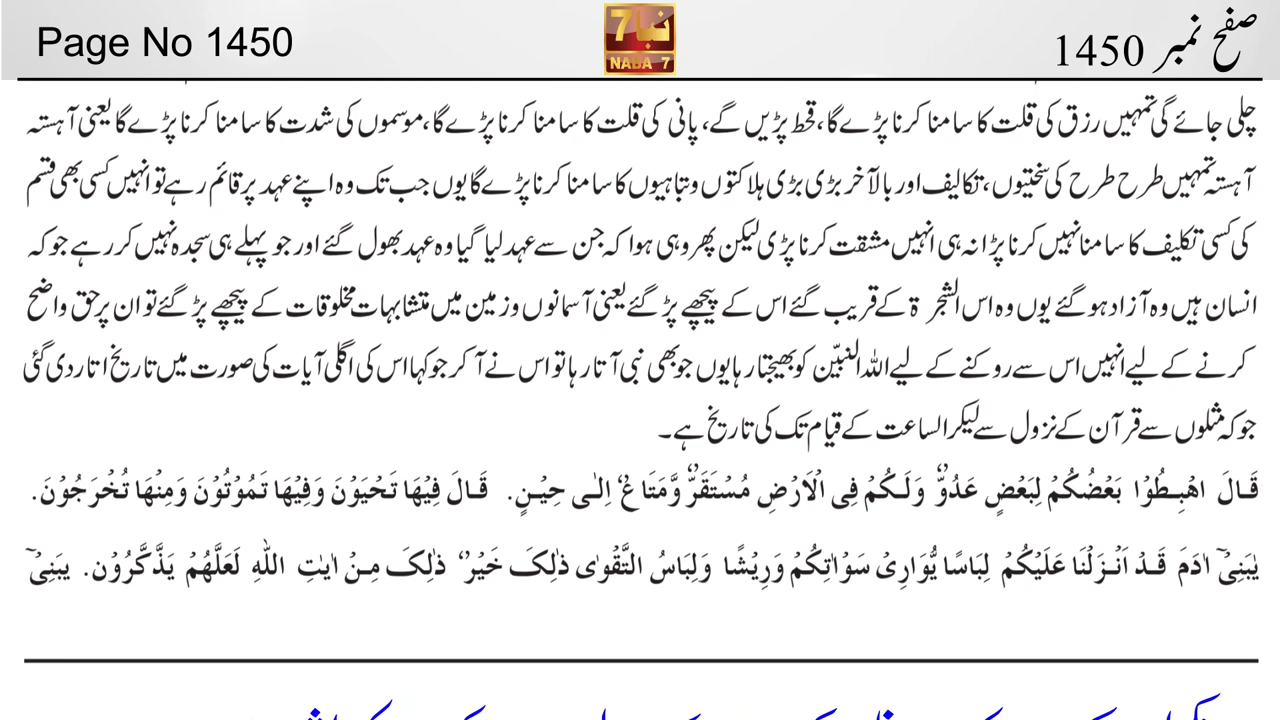 Page No 1450
نبا 7
NABA 7
صفح نمبر 1450
چلی جائے گی تمہیں رزق کی قلت کا سامنا کرنا پڑے گا، قحط پڑیں گے، پانی کی قلت کا سامنا کرنا پڑے گا، موسموں کی شدت کا سامنا کرنا پڑے گا یعنی آہستہ
آہستہ تمہیں طرح طرح کی سختیوں، تکالیف اور بالآخر بڑی بڑی ہلاکتوں و تباہیوں کا سامنا کرنا پڑے گا یوں جب تک وہ اپنے عہد پر قائم رہے تو انہیں کسی بھی قسم
کی کسی تکلیف کا سامنا نہیں کرنا پڑا نہ ہی انہیں مشقت کرنا پڑی لیکن پھر وہی ہوا کہ جن سے عہد لیا گیا وہ عہد بھول گئے اور جو پہلے ہی سجدہ نہیں کر رہے جو کہ
انسان ہیں وہ آزاد ہو گئے یوں وہ اس الشجرۃ کے قریب گئے اس کے پیچھے پڑ گئے یعنی آسمانوں و زمین میں متشابہات مخلوقات کے پیچھے پڑ گئے تو ان پر حق واضح
کرنے کے لیے انہیں اس سے روکنے کے لیے اللہ النبیّن کو بھیجتا رہا یوں جو بھی نبی آتا رہا تو اس نے آ کر جو کہا اس کی اگلی آیات کی صورت میں تاریخ اتار دی گئی
جو کہ مثلوں سے قرآن کے نزول سے لیکر الساعت کے قیام تک کی تاریخ ہے۔
قَالَ اهْبِطُوْا بَعْضُکُمْ لِبَعْضٍ عَدُوٌّ وَلَکُمْ فِی الْاَرْضِ مُسْتَقَرٌّ وَّمَتَاعٌ اِلٰی حِیْنٍ. قَالَ فِیْهَا تَحْیَوْنَ وَفِیْهَا تَمُوْتُوْنَ وَمِنْهَا تُخْرَجُوْنَ.
یٰبَنِیْٓ اٰدَمَ قَدْ اَنْزَلْنَا عَلَیْکُمْ لِبَاسًا یُّوَارِیْ سَوْاٰتِکُمْ وَرِیْشًا وَلِبَاسُ التَّقْوٰی ذٰلِکَ خَیْرٌ ذٰلِکَ مِنْ اٰیٰتِ اللّٰهِ لَعَلَّهُمْ یَذَّکَّرُوْنَ. یٰبَنِیْٓ